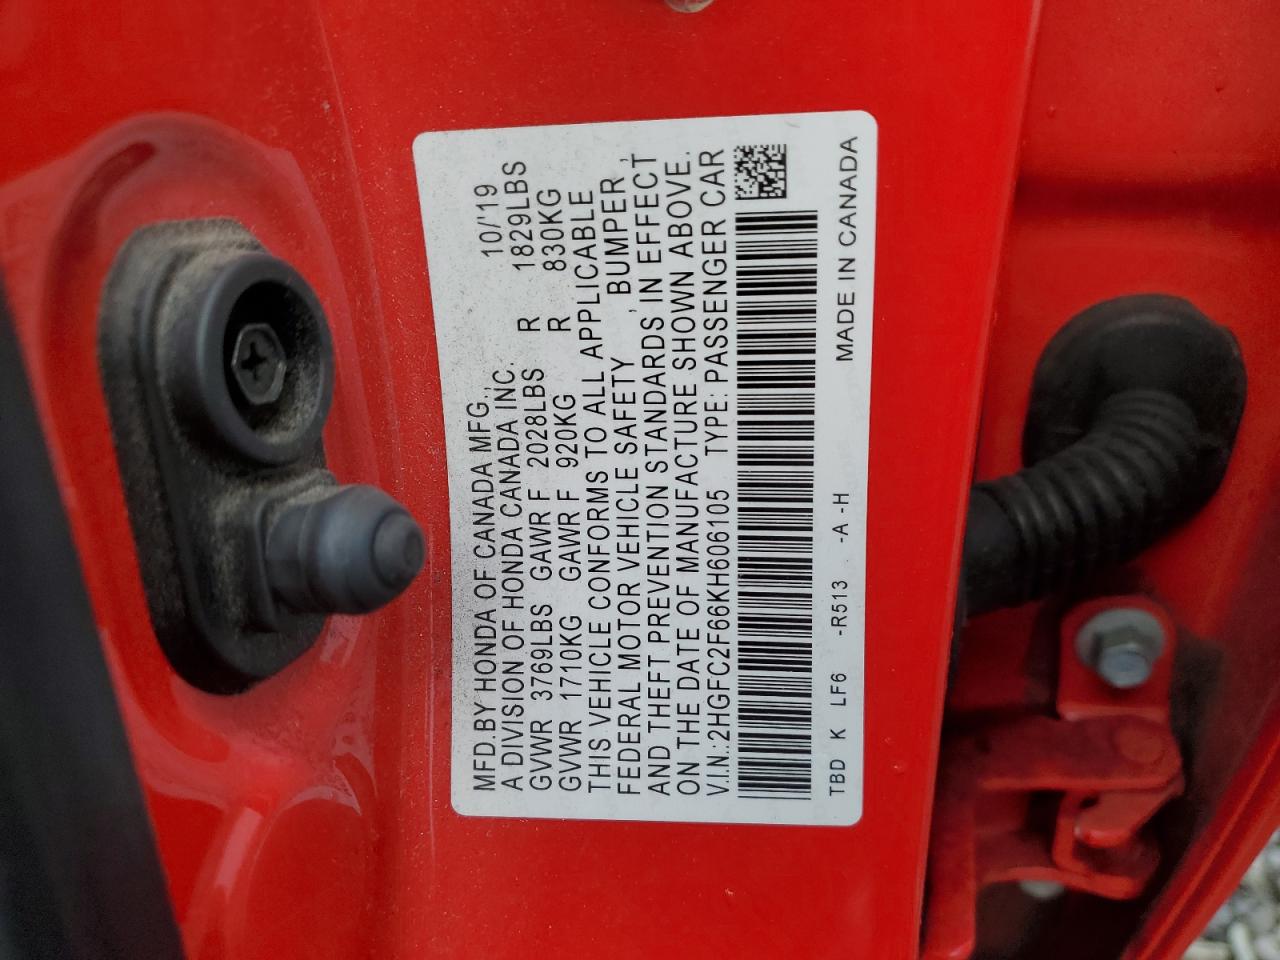 MFD.BY HONDA OF CANADA MFG., 10/'19
A DIVISION OF HONDA CANADA INC.
GVWR 3769LBS GAWR F 2028LBS R 1829LBS
GVWR 1710KG GAWR F 920KG R 830KG
THIS VEHICLE CONFORMS TO ALL APPLICABLE
FEDERAL MOTOR VEHICLE SAFETY, BUMPER,
AND THEFT PREVENTION STANDARDS IN EFFECT
ON THE DATE OF MANUFACTURE SHOWN ABOVE.
V.I.N.: 2HGFC2F66KH606105 TYPE: PASSENGER CAR
TBD K LF6 -R513 -A -H MADE IN CANADA